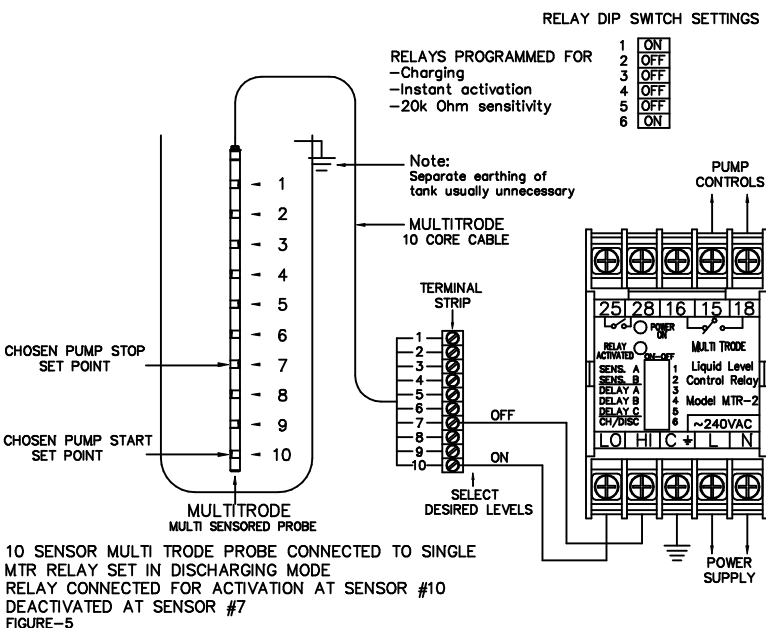 RELAY DIP SWITCH SETTINGS
1 ON
2 OFF
3 OFF
4 OFF
5 OFF
6 ON
RELAYS PROGRAMMED FOR
-Charging
-Instant activation
-20k Ohm sensitivity
Note:
Separate earthing of
tank usually unnecessary
MULTITRODE
10 CORE CABLE
PUMP
CONTROLS
1
2
3
4
5
6
7
8
9
10
CHOSEN PUMP STOP
SET POINT
CHOSEN PUMP START
SET POINT
MULTITRODE
MULTI SENSORED PROBE
TERMINAL
STRIP
1
2
3
4
5
6
7
8
9
10
OFF
ON
SELECT
DESIRED LEVELS
25 28 16 15 18
POWER
ON
RELAY
ACTIVATED
ON-OFF
MULTI TRODE
Liquid Level
Control Relay
Model MTR-2
SENS. A 1
SENS. B 2
DELAY A 3
DELAY B 4
DELAY C 5
CH/DISC 6
~240VAC
LO HI C L N
POWER
SUPPLY
10 SENSOR MULTI TRODE PROBE CONNECTED TO SINGLE
MTR RELAY SET IN DISCHARGING MODE
RELAY CONNECTED FOR ACTIVATION AT SENSOR #10
DEACTIVATED AT SENSOR #7
FIGURE-5